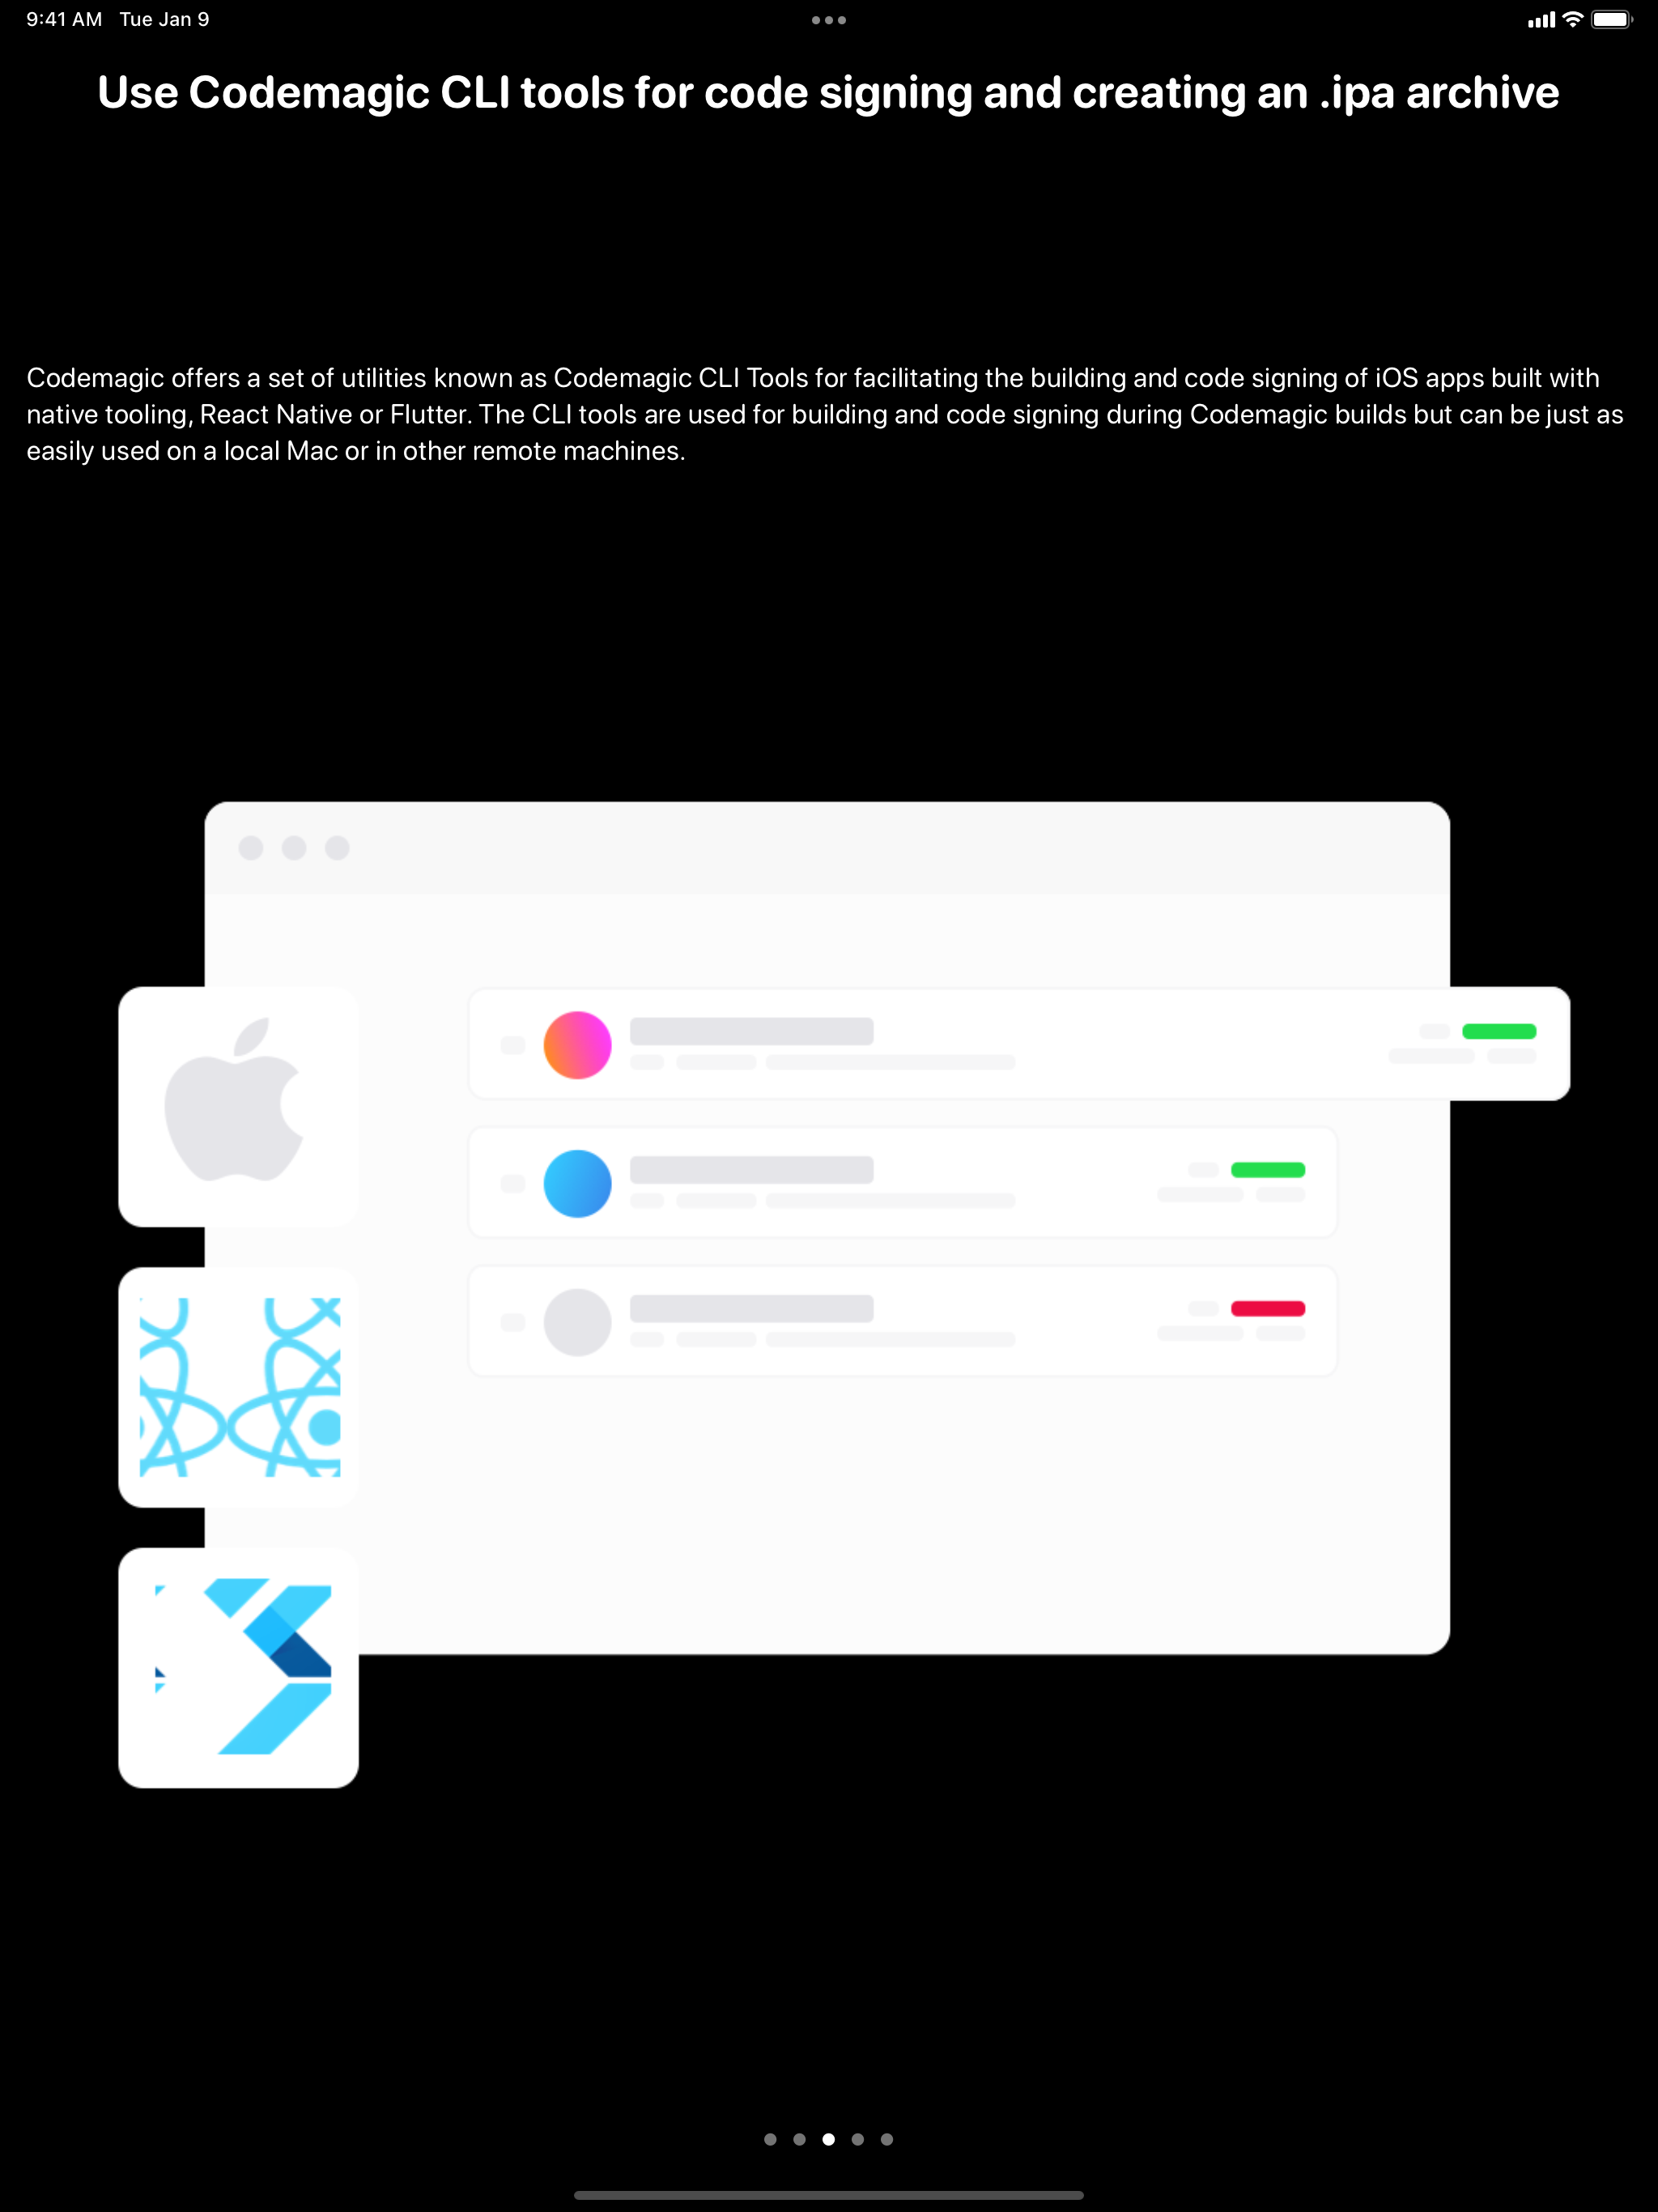 9:41 AM Tue Jan 9
Use Codemagic CLI tools for code signing and creating an .ipa archive
Codemagic offers a set of utilities known as Codemagic CLI Tools for facilitating the building and code signing of iOS apps built with
native tooling, React Native or Flutter. The CLI tools are used for building and code signing during Codemagic builds but can be just as
easily used on a local Mac or in other remote machines.